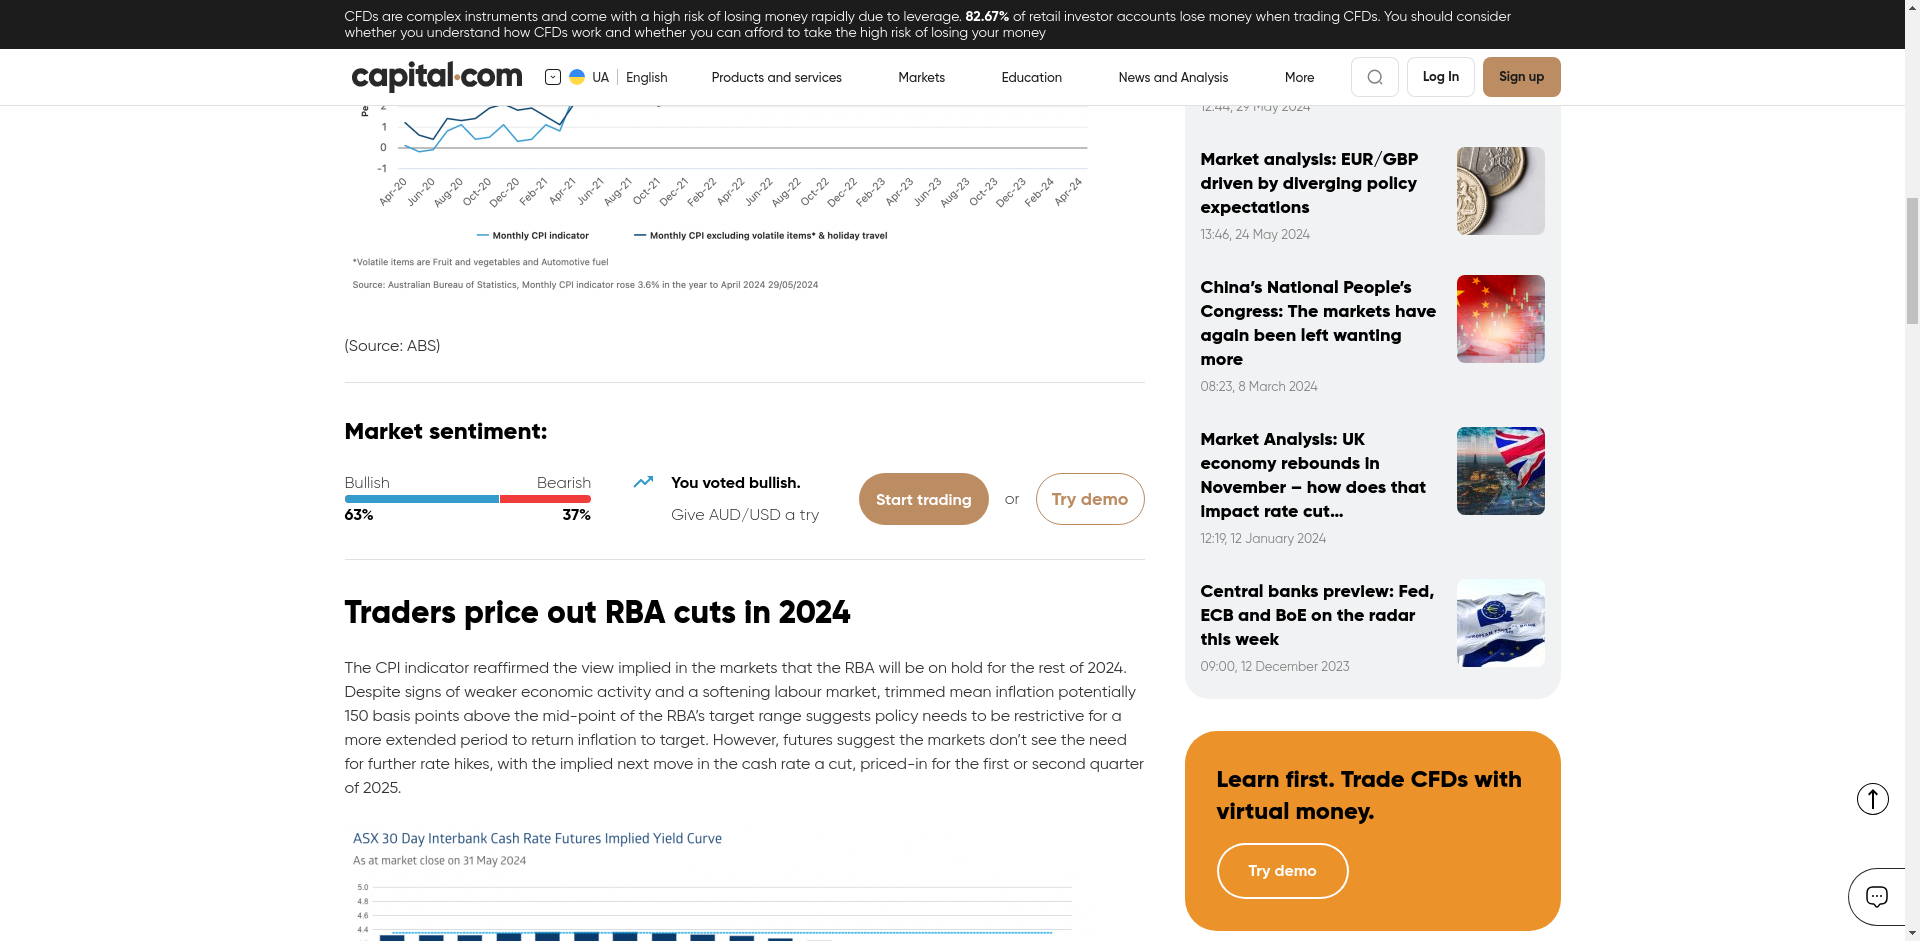 CFDs are complex instruments and come with a high risk of losing money rapidly due to leverage. 82.67% of retail investor accounts lose money when trading CFDs. You should consider
whether you understand how CFDs work and whether you can afford to take the high risk of losing your money
capital.com
UA English
Products and services
Markets
Education
News and Analysis
More
Log In
Sign up
Pe
2
1
0
-1
Apr-20
Jun-20
Aug-20
Oct-20
Dec-20
Feb-21
Apr-21
Jun-21
Aug-21
Oct-21
Dec-21
Feb-22
Apr-22
Jun-22
Aug-22
Oct-22
Dec-22
Feb-23
Apr-23
Jun-23
Aug-23
Oct-23
Dec-23
Feb-24
Apr-24
Monthly CPI indicator
Monthly CPI excluding volatile items* & holiday travel
*Volatile items are Fruit and vegetables and Automotive fuel
Source: Australian Bureau of Statistics, Monthly CPI indicator rose 3.6% in the year to April 2024 29/05/2024
(Source: ABS)
Market sentiment:
Bullish
Bearish
63%
37%
You voted bullish.
Give AUD/USD a try
Start trading
or
Try demo
Traders price out RBA cuts in 2024
The CPI indicator reaffirmed the view implied in the markets that the RBA will be on hold for the rest of 2024.
Despite signs of weaker economic activity and a softening labour market, trimmed mean inflation potentially
150 basis points above the mid-point of the RBA's target range suggests policy needs to be restrictive for a
more extended period to return inflation to target. However, futures suggest the markets don't see the need
for further rate hikes, with the implied next move in the cash rate a cut, priced-in for the first or second quarter
of 2025.
ASX 30 Day Interbank Cash Rate Futures Implied Yield Curve
As at market close on 31 May 2024
5.0
4.8
4.6
4.4
12:44, 29 May 2024
Market analysis: EUR/GBP
driven by diverging policy
expectations
13:46, 24 May 2024
China's National People's
Congress: The markets have
again been left wanting
more
08:23, 8 March 2024
Market Analysis: UK
economy rebounds in
November – how does that
impact rate cut...
12:19, 12 January 2024
Central banks preview: Fed,
ECB and BoE on the radar
this week
09:00, 12 December 2023
Learn first. Trade CFDs with
virtual money.
Try demo